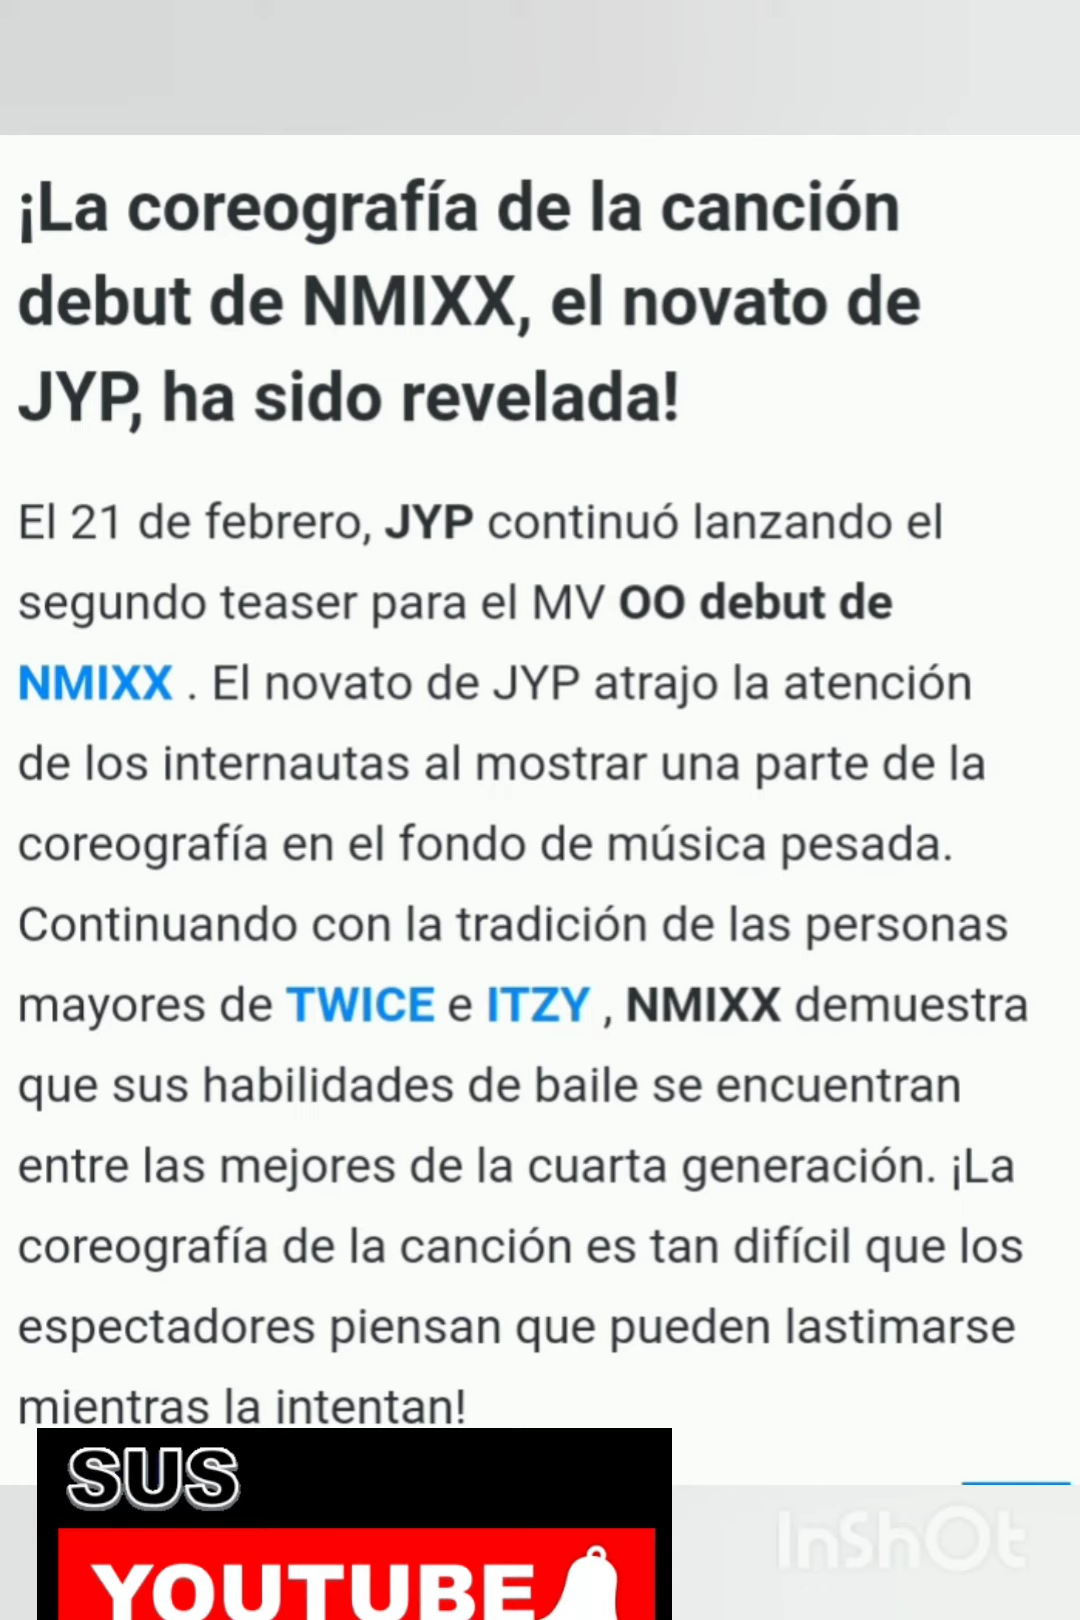 ¡La coreografía de la canción
debut de NMIXX, el novato de
JYP, ha sido revelada!
El 21 de febrero, JYP continuó lanzando el
segundo teaser para el MV OO debut de
NMIXX . El novato de JYP atrajo la atención
de los internautas al mostrar una parte de la
coreografía en el fondo de música pesada.
Continuando con la tradición de las personas
mayores de TWICE e ITZY , NMIXX demuestra
que sus habilidades de baile se encuentran
entre las mejores de la cuarta generación. ¡La
coreografía de la canción es tan difícil que los
espectadores piensan que pueden lastimarse
mientras la intentan!
SUS
YOUTUBE
InShOt